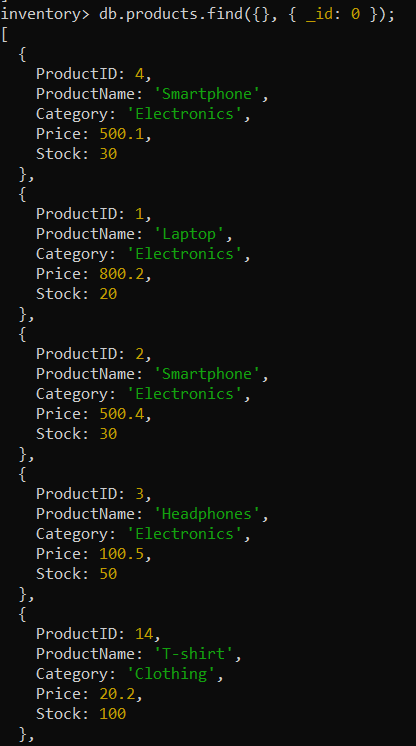 inventory> db.products.find({}, { _id: 0 });
[
  {
    ProductID: 4,
    ProductName: 'Smartphone',
    Category: 'Electronics',
    Price: 500.1,
    Stock: 30
  },
  {
    ProductID: 1,
    ProductName: 'Laptop',
    Category: 'Electronics',
    Price: 800.2,
    Stock: 20
  },
  {
    ProductID: 2,
    ProductName: 'Smartphone',
    Category: 'Electronics',
    Price: 500.4,
    Stock: 30
  },
  {
    ProductID: 3,
    ProductName: 'Headphones',
    Category: 'Electronics',
    Price: 100.5,
    Stock: 50
  },
  {
    ProductID: 14,
    ProductName: 'T-shirt',
    Category: 'Clothing',
    Price: 20.2,
    Stock: 100
  },